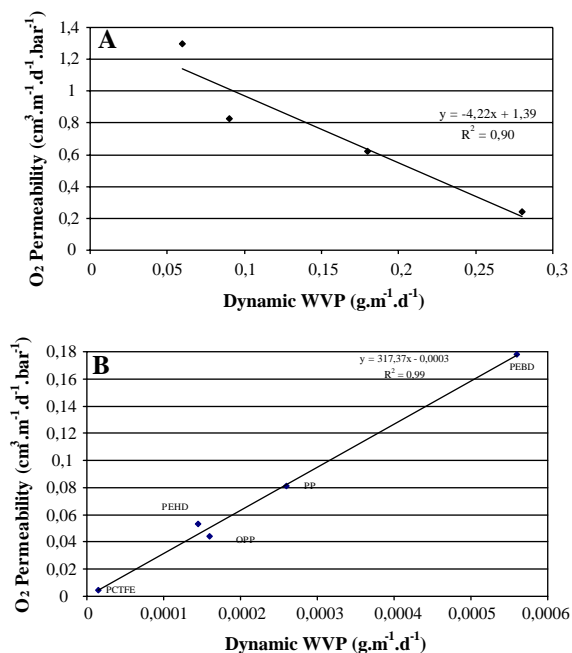 A
O₂ Permeability (cm³.m⁻¹.d⁻¹.bar⁻¹)
1,4
1,2
1
0,8
0,6
0,4
0,2
0
y = -4,22x + 1,39
R² = 0,90
0 0,05 0,1 0,15 0,2 0,25 0,3
Dynamic WVP (g.m⁻¹.d⁻¹)
B
O₂ Permeability (cm³.m⁻¹.d⁻¹.bar⁻¹)
0,18
0,16
0,14
0,12
0,1
0,08
0,06
0,04
0,02
0
y = 317,37x - 0,0003
R² = 0,99
PEBD
PP
PEHD
OPP
PCTFE
0 0,0001 0,0002 0,0003 0,0004 0,0005 0,0006
Dynamic WVP (g.m⁻¹.d⁻¹)